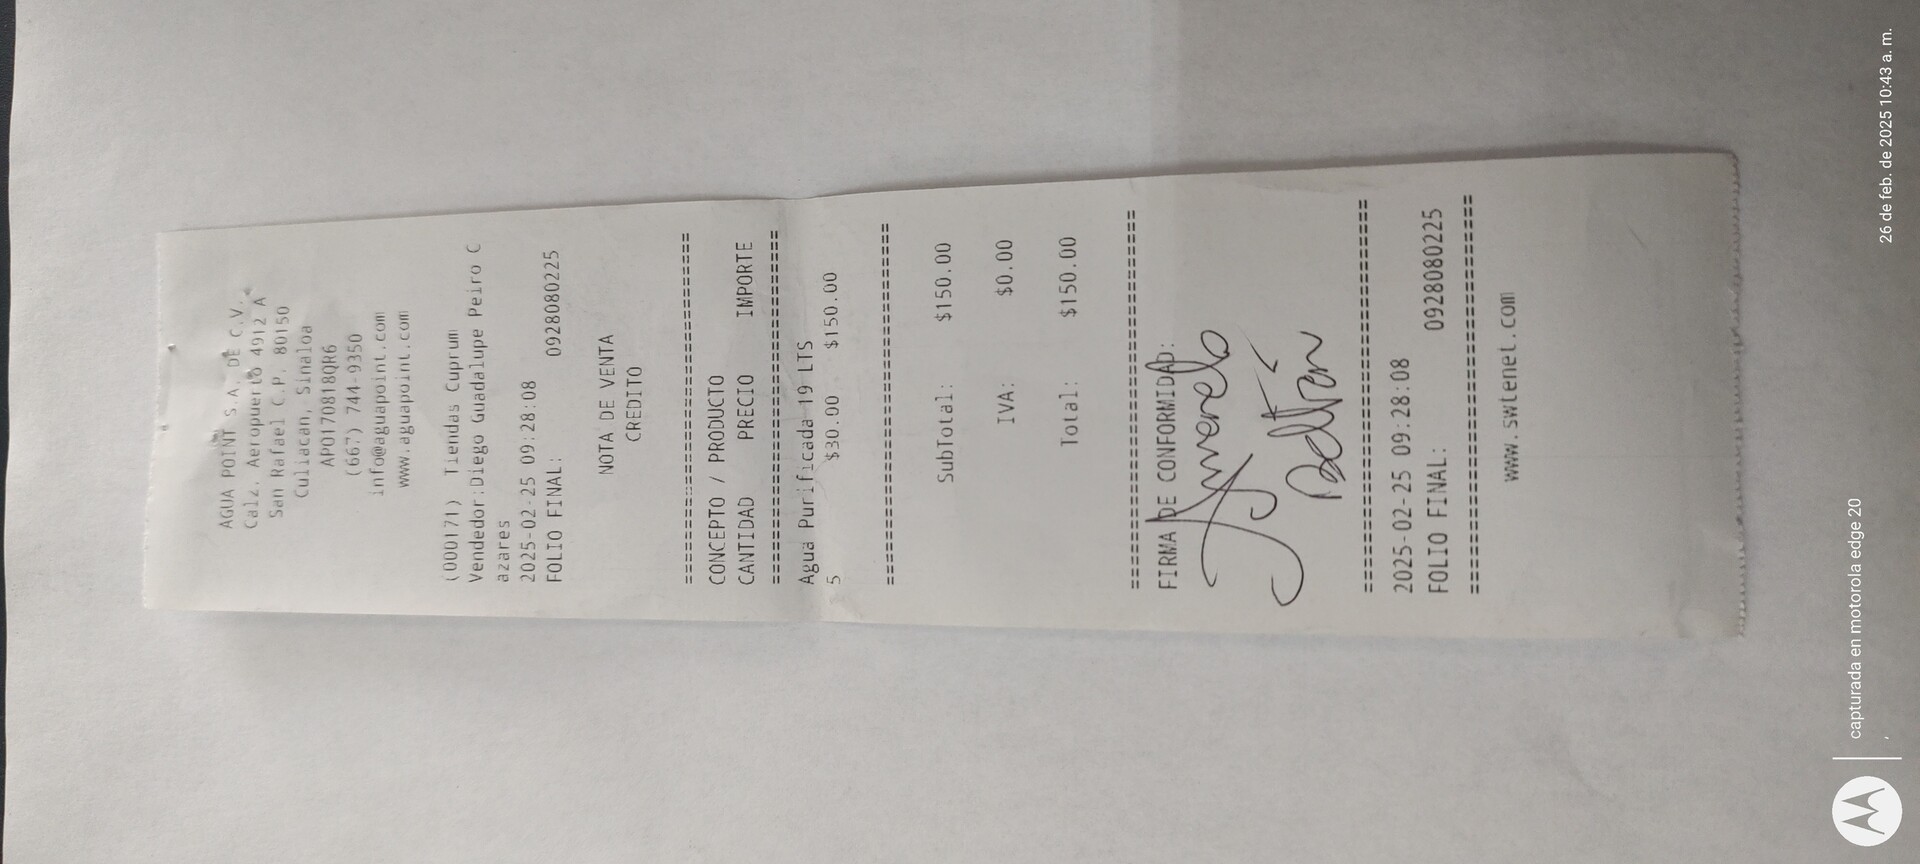 AGUA POINT S.A. DE C.V.
Calz. Aeropuerto 4912 A
San Rafael C.P. 80150
Culiacan, Sinaloa
APO170818QR6
(667) 744-9350
info@aguapoint.com
www.aguapoint.com
(000171) Tiendas Cuprum
Vendedor:Diego Guadalupe Peiro C
azares
2025-02-25 09:28:08
FOLIO FINAL: 0928080225
NOTA DE VENTA
CREDITO
================================
CONCEPTO / PRODUCTO
CANTIDAD PRECIO IMPORTE
================================
Agua Purificada 19 LTS
5 $30.00 $150.00
================================
SubTotal: $150.00
IVA: $0.00
Total: $150.00
================================
FIRMA DE CONFORMIDAD:
Beltran
================================
2025-02-25 09:28:08
FOLIO FINAL: 0928080225
================================
www.swtenet.com
capturada en motorola edge 20
26 de feb. de 2025 10:43 a. m.